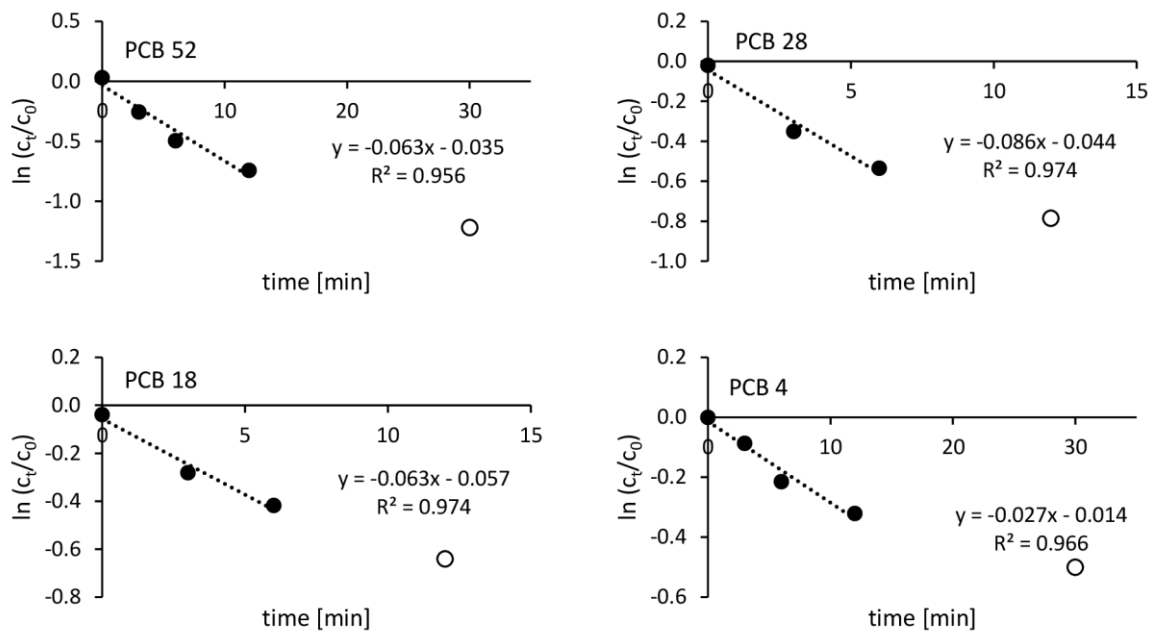 PCB 52
0.5
0.0
-0.5
-1.0
-1.5
0
10
20
30
ln (cₜ/c₀)
y = -0.063x - 0.035
R² = 0.956
time [min]
PCB 28
0.2
0.0
-0.2
-0.4
-0.6
-0.8
-1.0
0
5
10
15
ln (cₜ/c₀)
y = -0.086x - 0.044
R² = 0.974
time [min]
PCB 18
0.2
0.0
-0.2
-0.4
-0.6
-0.8
0
5
10
15
ln (cₜ/c₀)
y = -0.063x - 0.057
R² = 0.974
time [min]
PCB 4
0.2
0.0
-0.2
-0.4
-0.6
0
10
20
30
ln (cₜ/c₀)
y = -0.027x - 0.014
R² = 0.966
time [min]